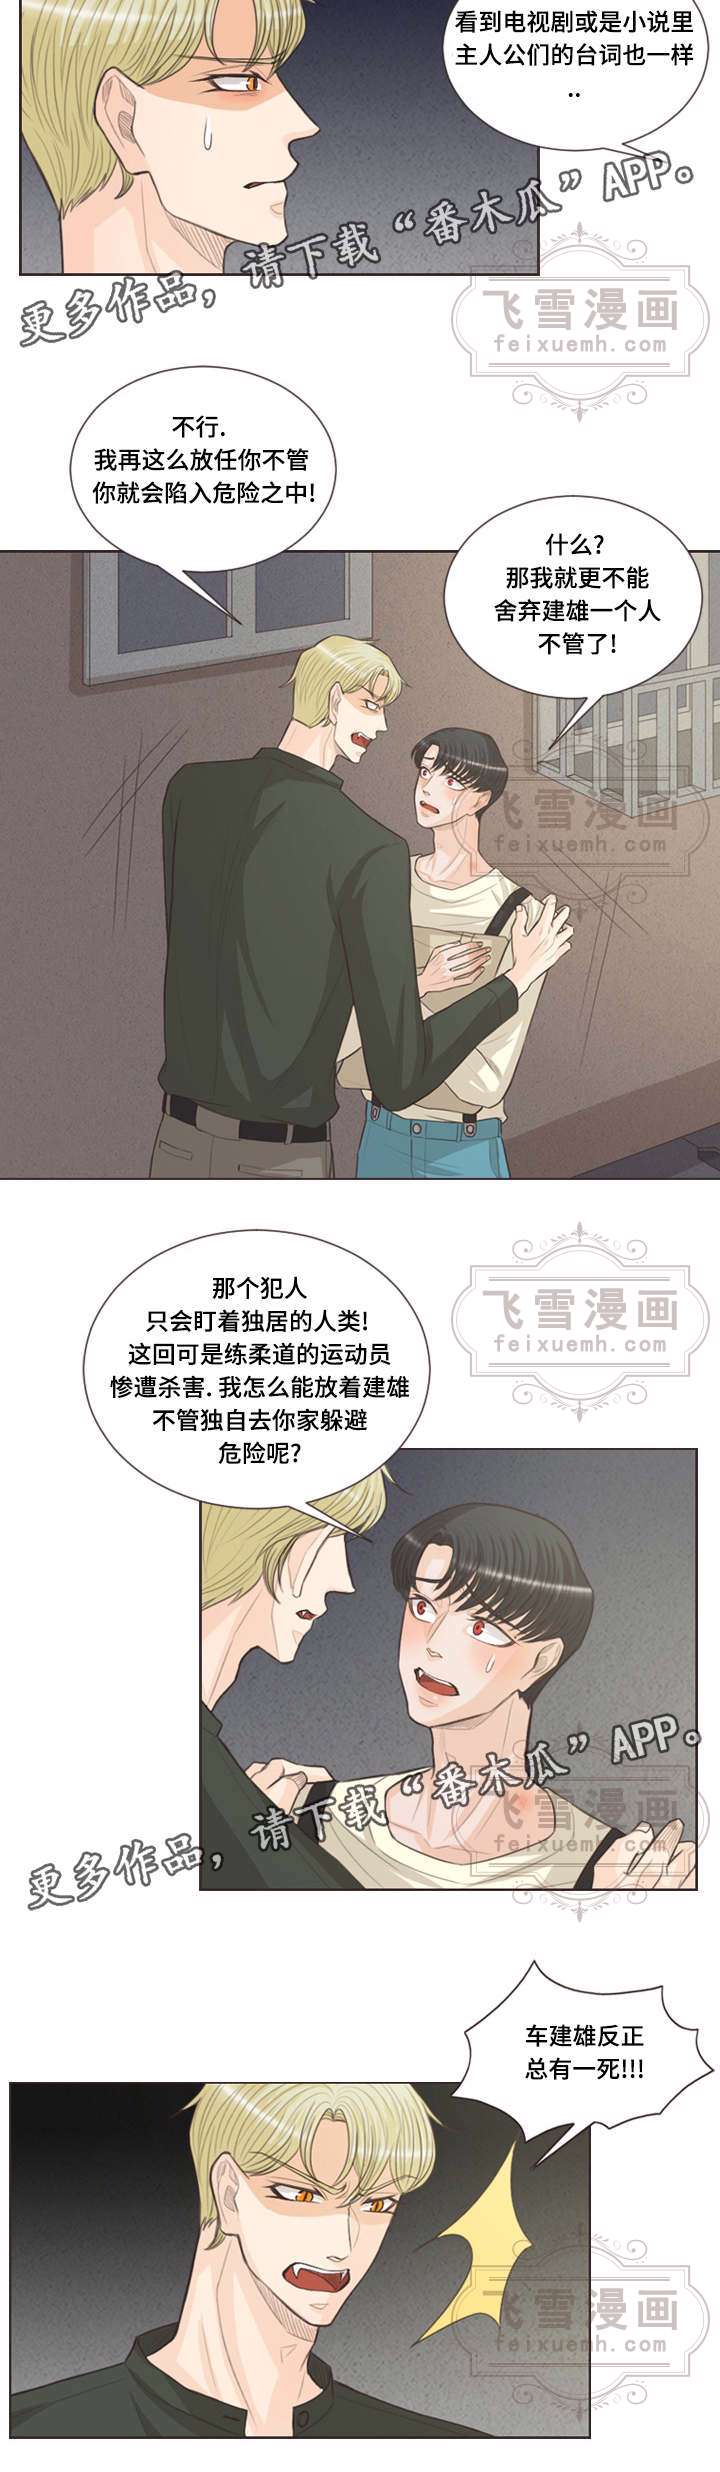 看到电视剧或是小说里
主人公们的台词也一样
..
更多作品，请下载“番木瓜”APP。
飞雪漫画
feixuemh.com
不行.
我再这么放任你不管
你就会陷入危险之中!
什么?
那我就更不能
舍弃建雄一个人
不管了!
飞雪漫画
feixuemh.com
飞雪漫画
feixuemh.com
那个犯人
只会盯着独居的人类!
这回可是练柔道的运动员
惨遭杀害. 我怎么能放着建雄
不管独自去你家躲避
危险呢?
更多作品，请下载“番木瓜”APP。
飞雪漫画
feixuemh.com
车建雄反正
总有一死!!!
飞雪漫画
feixuemh.com